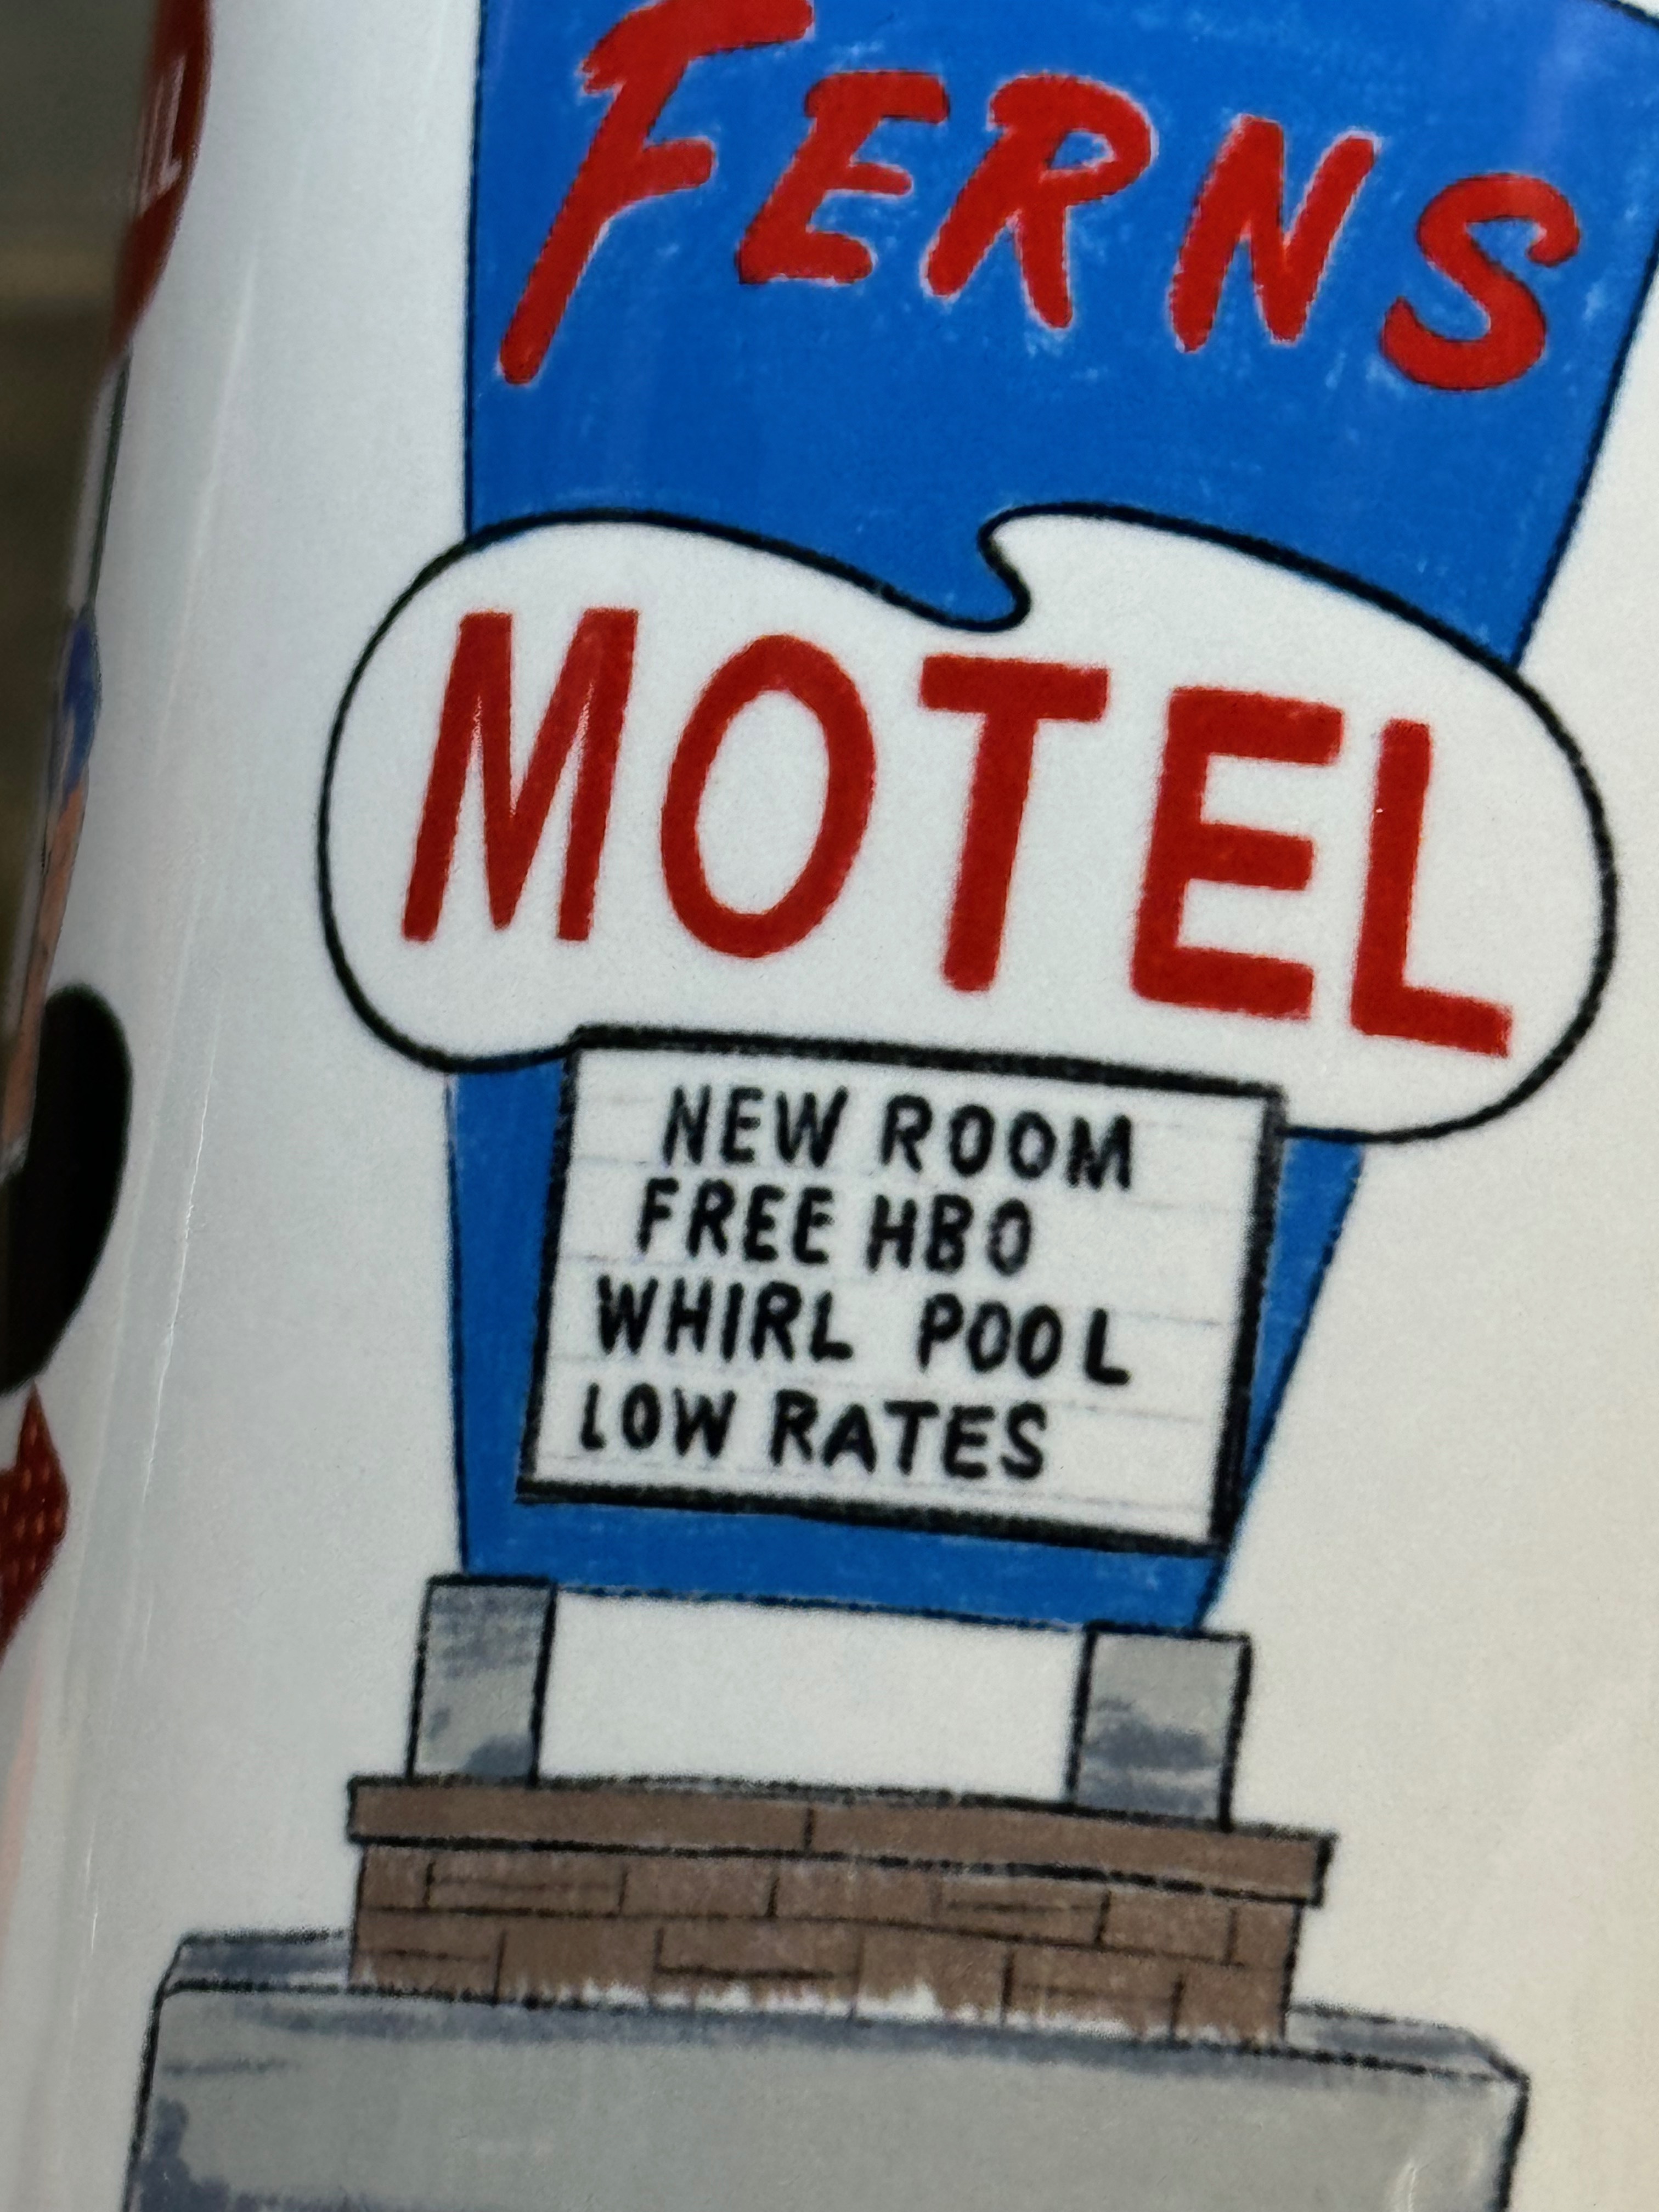 FERNS
MOTEL
NEW ROOM
FREE HBO
WHIRL POOL
LOW RATES